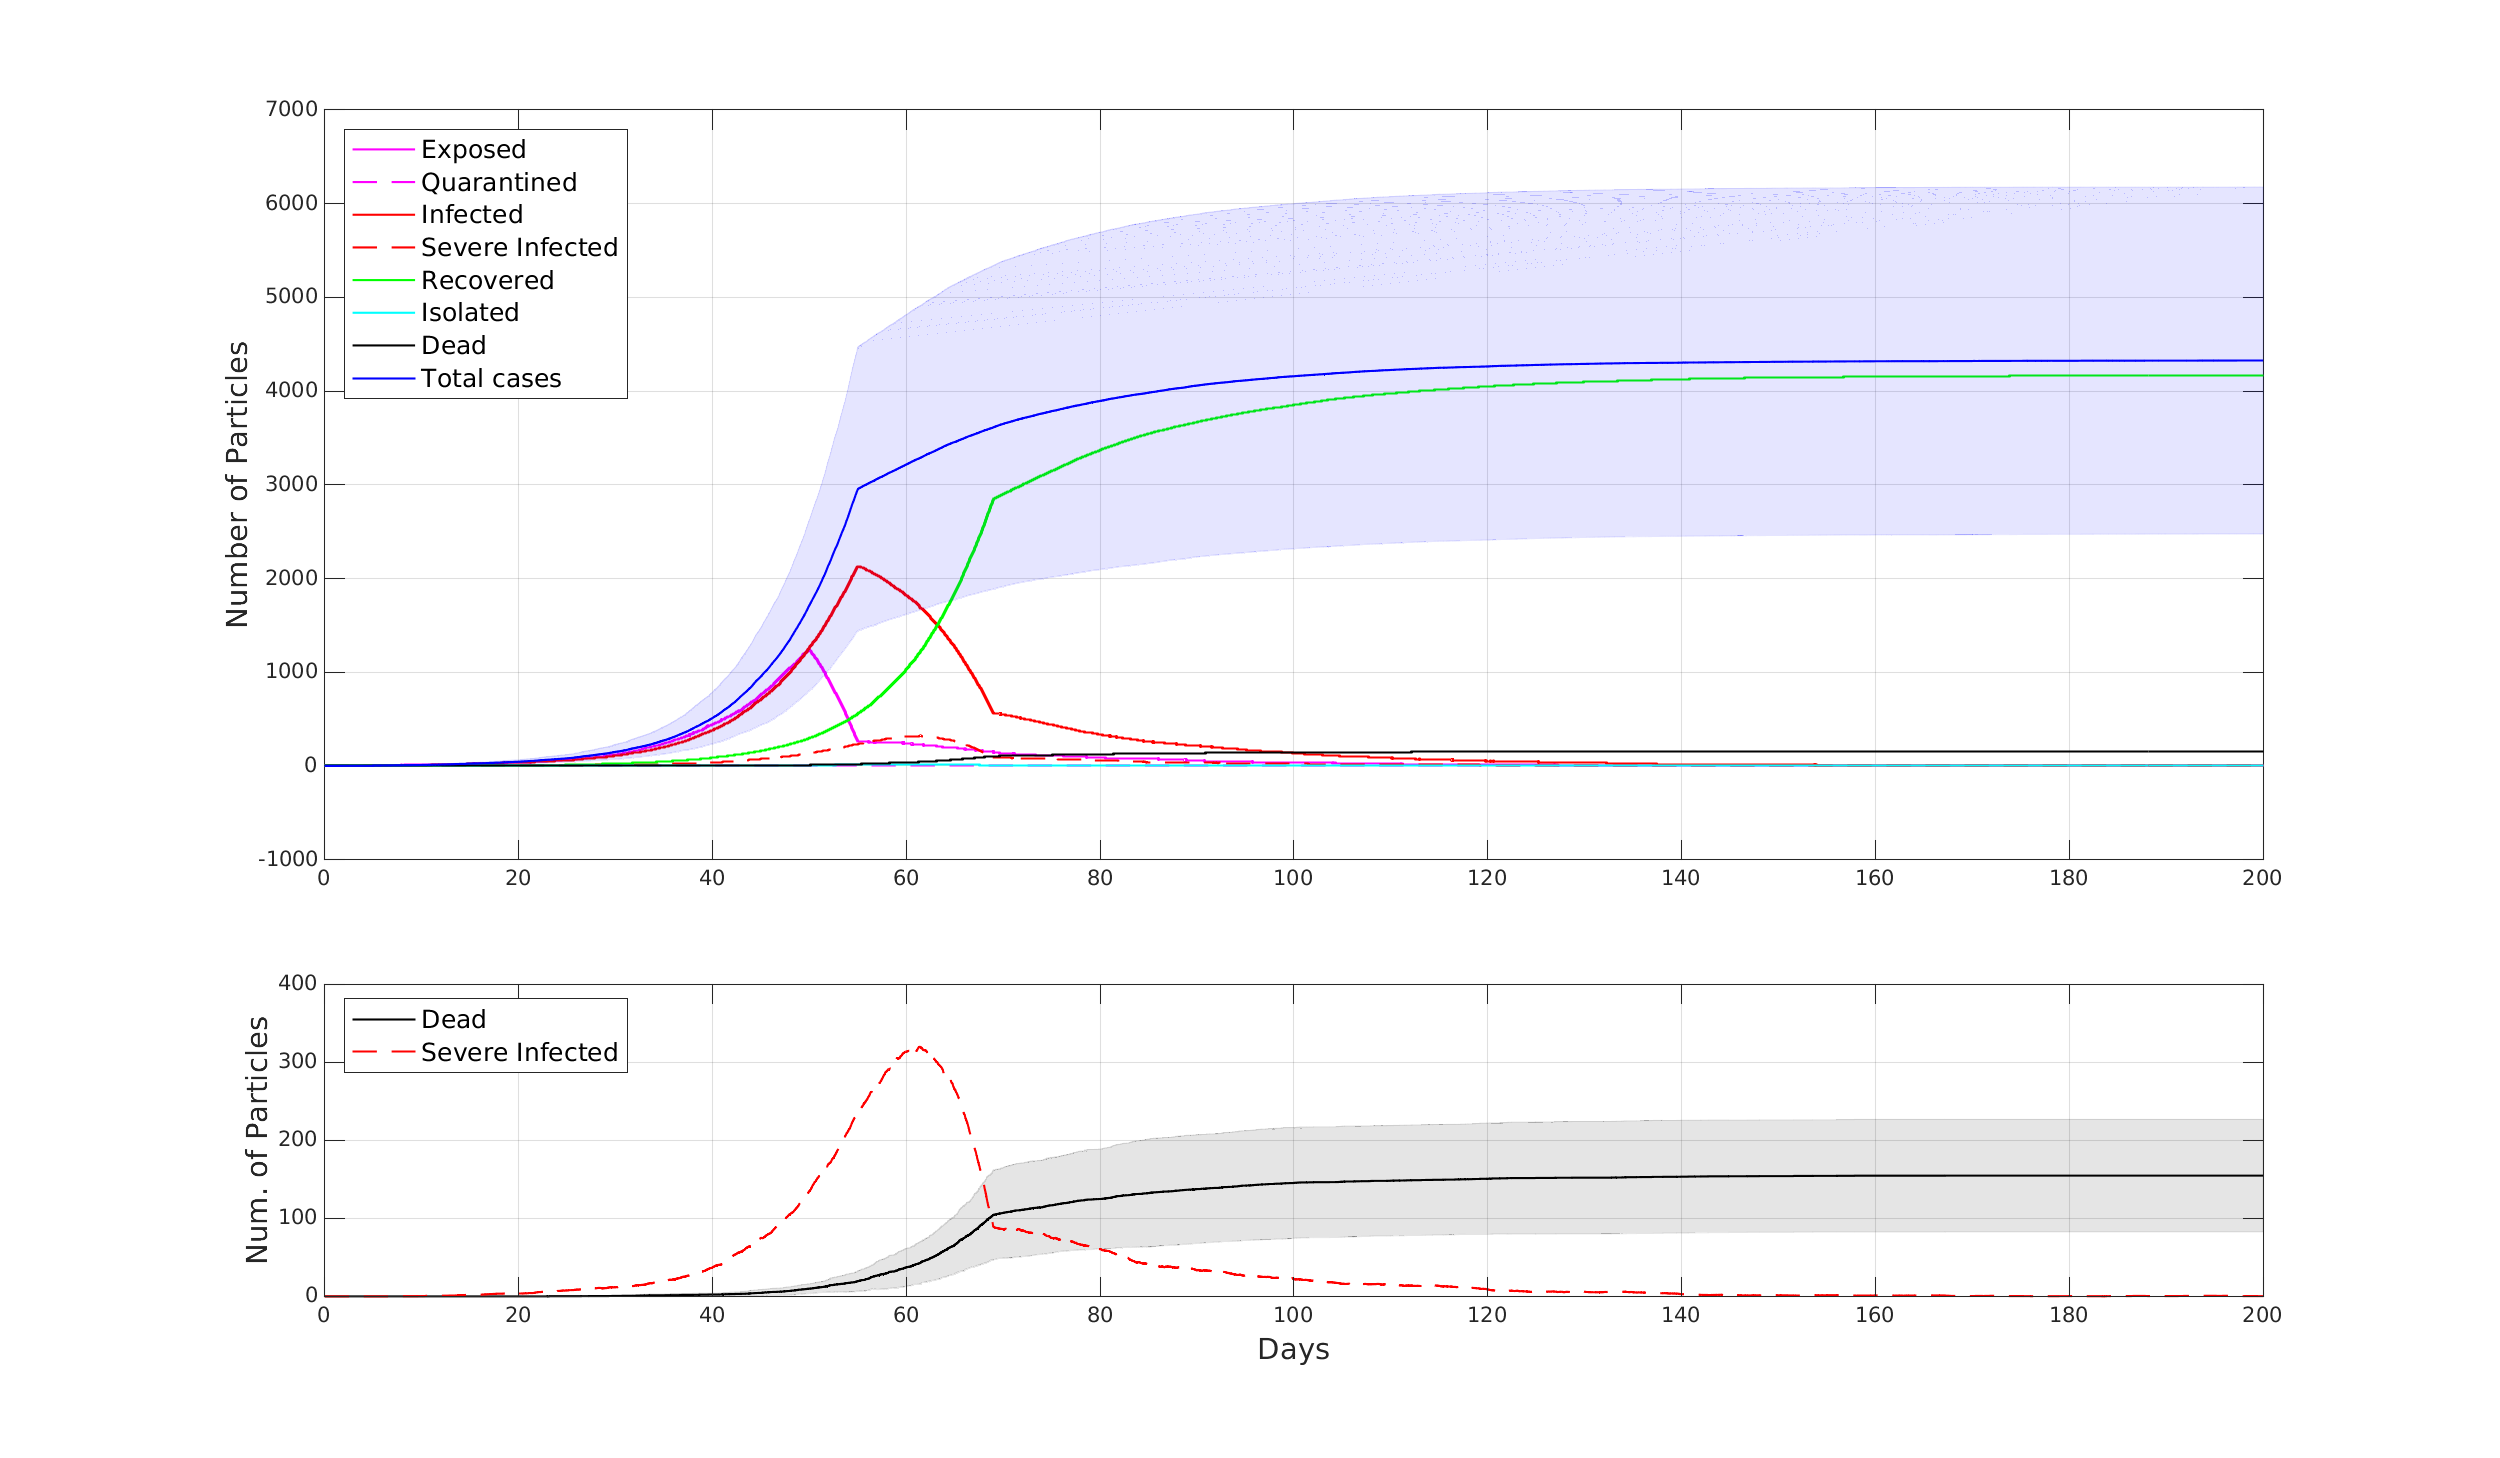 7000
6000
5000
4000
3000
2000
1000
0
-1000
Number of Particles
Exposed
Quarantined
Infected
Severe Infected
Recovered
Isolated
Dead
Total cases
0 20 40 60 80 100 120 140 160 180 200
400
300
200
100
0
Num. of Particles
Dead
Severe Infected
0 20 40 60 80 100 120 140 160 180 200
Days